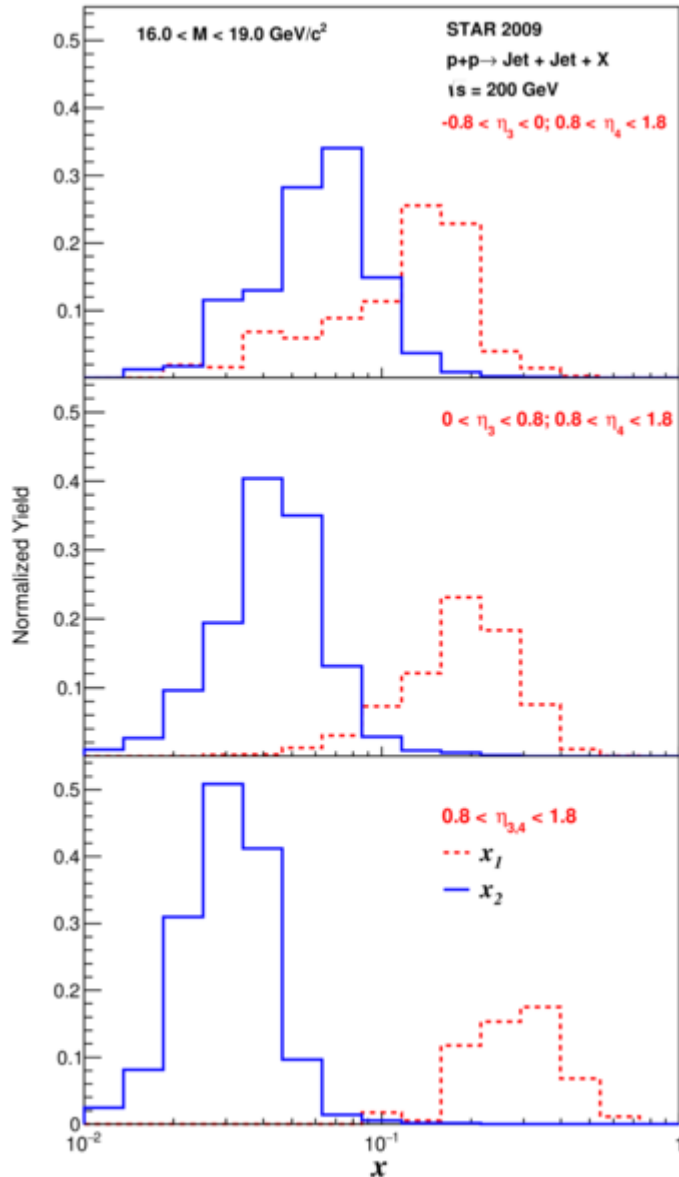 0.5
16.0 < M < 19.0 GeV/c²
STAR 2009
p+p→ Jet + Jet + X
√s = 200 GeV
-0.8 < η₃ < 0; 0.8 < η₄ < 1.8
0.4
0.3
0.2
0.1
0.5
0 < η₃ < 0.8; 0.8 < η₄ < 1.8
0.4
0.3
0.2
0.1
Normalized Yield
0.5
0.8 < η₃,₄ < 1.8
x₁
x₂
0.4
0.3
0.2
0.1
0
10⁻²
10⁻¹
1
x